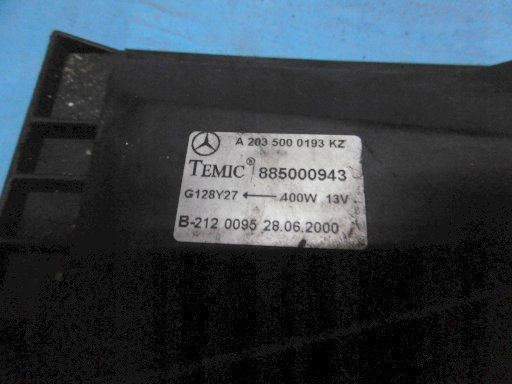 A 203 500 0193 KZ
TEMIC® 885000943
G128Y27 ← 400W 13V
B-212 0095 28.06.2000